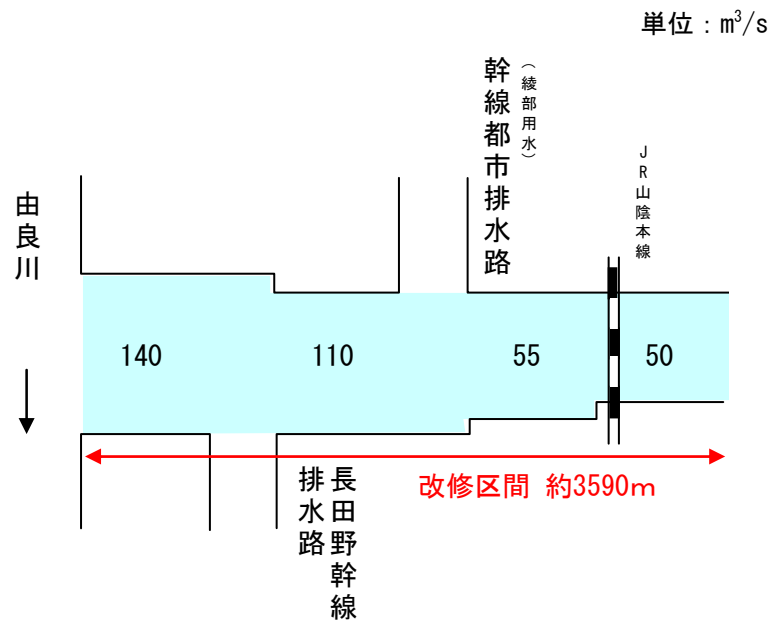 単位：m³/s
幹線都市排水路
（綾部用水）
JR山陰本線
由良川
140
110
55
50
改修区間 約3590m
長田野幹線
排水路